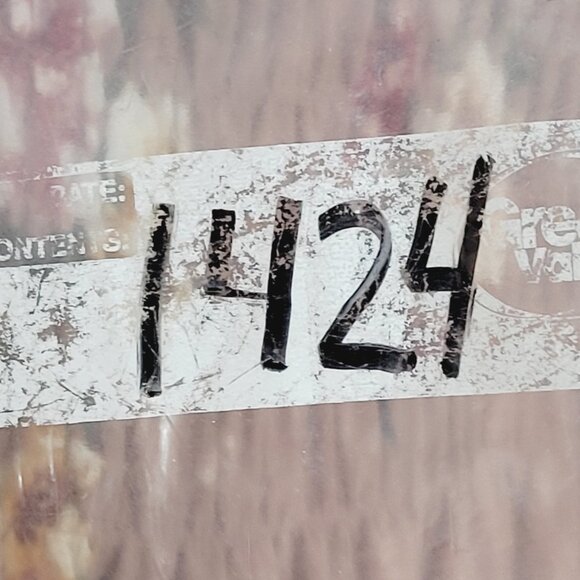 DATE:
CONTENTS:
1424
Gre
Va